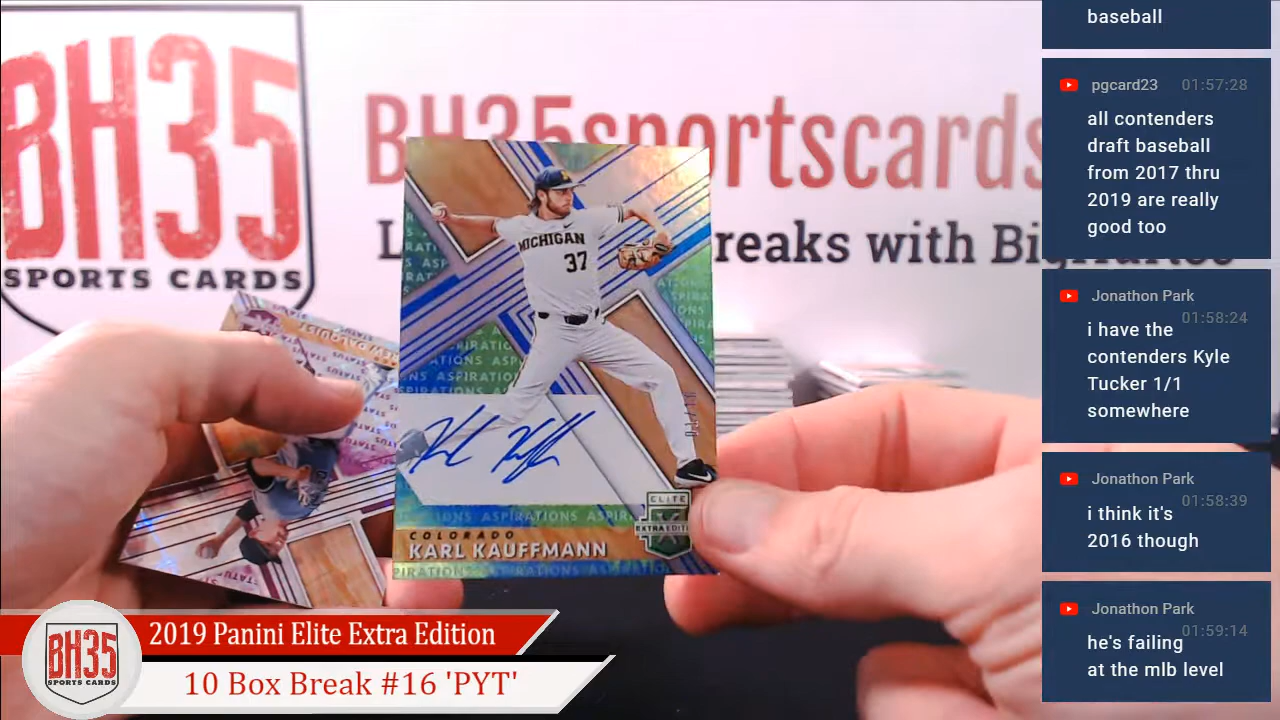 BH35
SPORTS CARDS
BH35sportscards
L reaks with Big
MICHIGAN
37
COLORADO
KARL KAUFFMANN
ELITE
EXTRA EDITION
ASPIRATIONS ASPIRATIONS
STATUS
BH35
SPORTS CARDS
2019 Panini Elite Extra Edition
10 Box Break #16 'PYT'
baseball
pgcard23 01:57:28
all contenders
draft baseball
from 2017 thru
2019 are really
good too
Jonathon Park
01:58:24
i have the
contenders Kyle
Tucker 1/1
somewhere
Jonathon Park
01:58:39
i think it's
2016 though
Jonathon Park
01:59:14
he's failing
at the mlb level